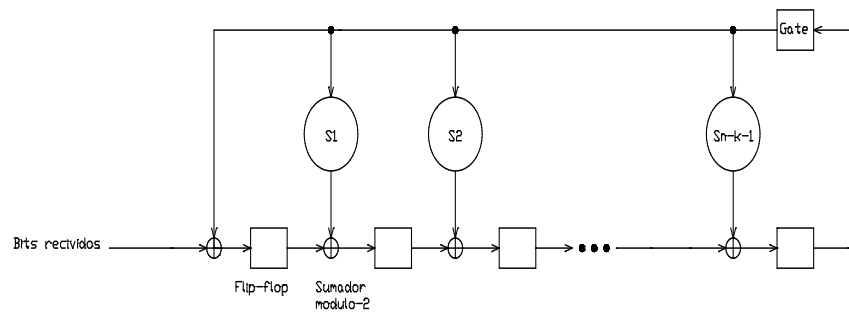 Gate
S1
S2
Sn-k-1
Bits recividos
Flip-flop
Sumador
modulo-2